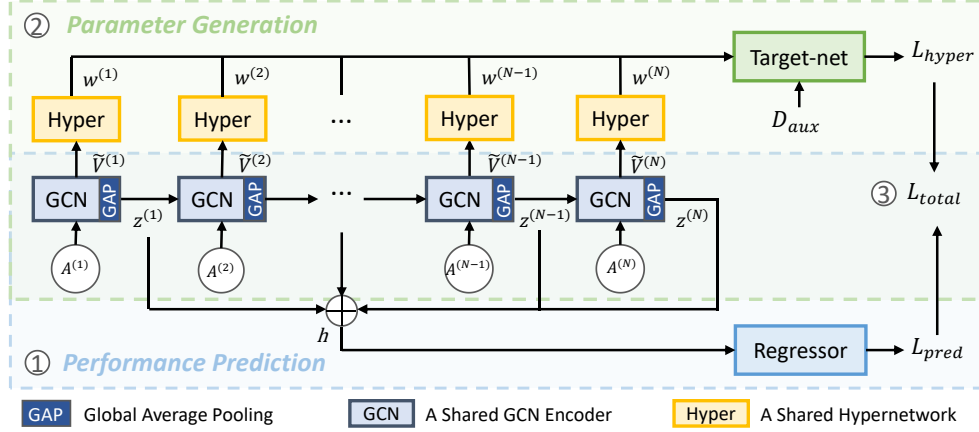 ② Parameter Generation
w^(1) w^(2) w^(N−1) w^(N) Target-net L_hyper
Hyper Hyper ... Hyper Hyper D_aux
Ṽ^(1) Ṽ^(2) Ṽ^(N−1) Ṽ^(N)
GCN GAP GCN GAP ... GCN GAP GCN GAP ③ L_total
z^(1) z^(N−1) z^(N)
A^(1) A^(2) A^(N−1) A^(N)
h
① Performance Prediction Regressor L_pred
GAP Global Average Pooling GCN A Shared GCN Encoder Hyper A Shared Hypernetwork